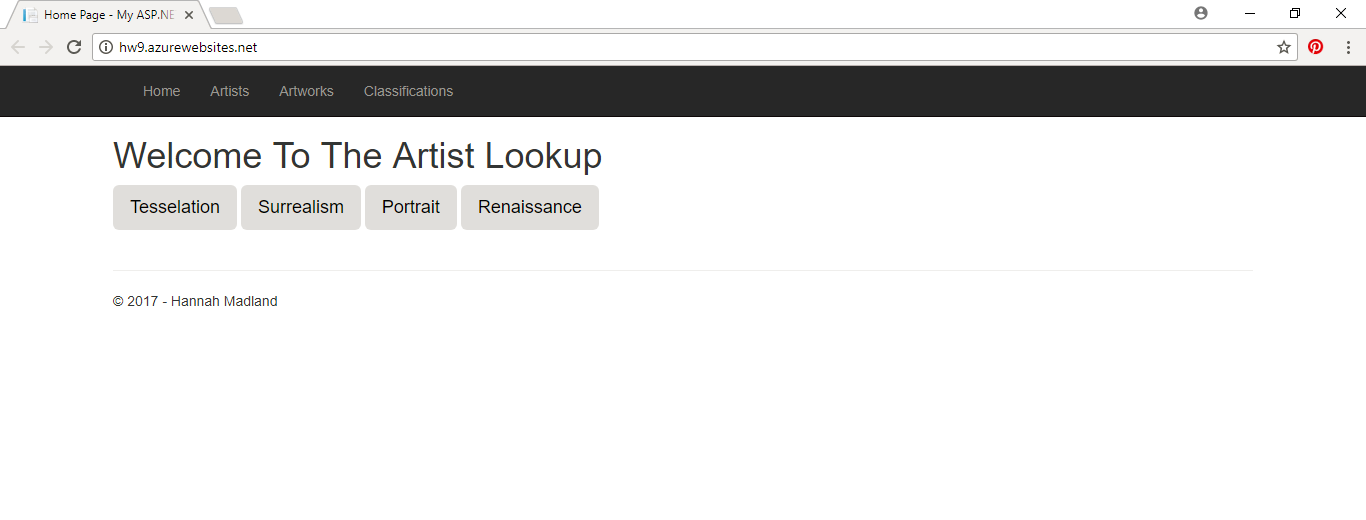 Home Page - My ASP.NE
hw9.azurewebsites.net
Home Artists Artworks Classifications
Welcome To The Artist Lookup
Tesselation Surrealism Portrait Renaissance
© 2017 - Hannah Madland